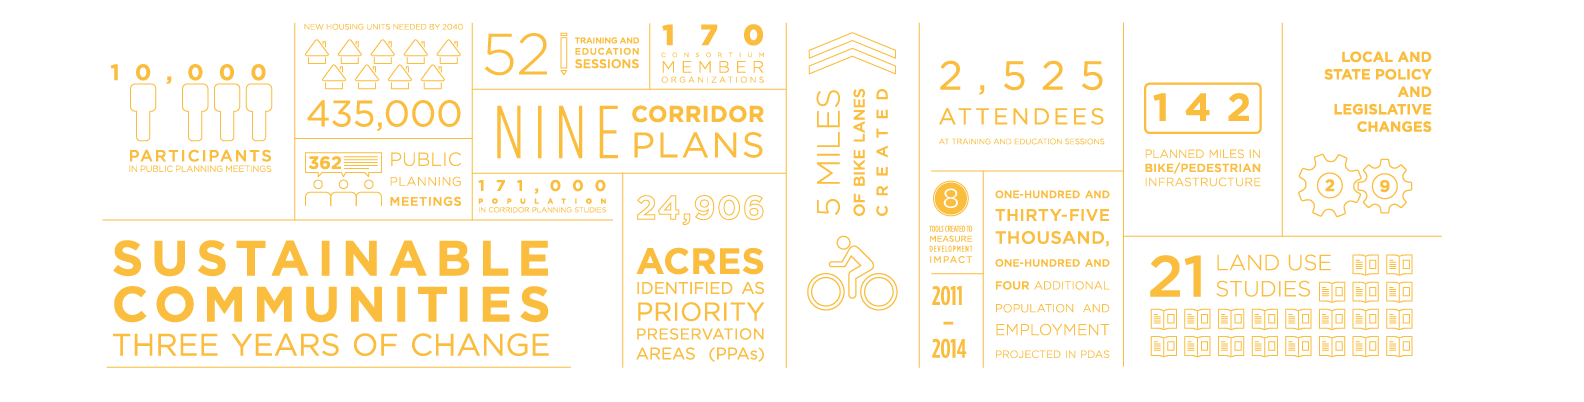 10,000
PARTICIPANTS
IN PUBLIC PLANNING MEETINGS
NEW HOUSING UNITS NEEDED BY 2040
435,000
362
PUBLIC
PLANNING
MEETINGS
SUSTAINABLE
COMMUNITIES
THREE YEARS OF CHANGE
52
TRAINING AND
EDUCATION
SESSIONS
170
CONSORTIUM
MEMBER
ORGANIZATIONS
NINE
CORRIDOR
PLANS
171,000
POPULATION
IN CORRIDOR PLANNING STUDIES
24,906
ACRES
IDENTIFIED AS
PRIORITY
PRESERVATION
AREAS (PPAs)
5 MILES
OF BIKE LANES
CREATED
2,525
ATTENDEES
AT TRAINING AND EDUCATION SESSIONS
8
TOOLS CREATED TO
MEASURE
DEVELOPMENT
IMPACT
2011
–
2014
ONE-HUNDRED AND
THIRTY-FIVE
THOUSAND,
ONE-HUNDRED AND
FOUR ADDITIONAL
POPULATION AND
EMPLOYMENT
PROJECTED IN PDAS
142
PLANNED MILES IN
BIKE/PEDESTRIAN
INFRASTRUCTURE
LOCAL AND
STATE POLICY
AND
LEGISLATIVE
CHANGES
2 9
21
LAND USE
STUDIES